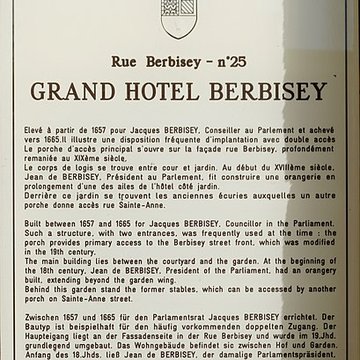 Rue Berbisey – n°25
GRAND HOTEL BERBISEY
Elevé à partir de 1657 pour Jacques BERBISEY, Conseiller au Parlement et achevé
vers 1665.Il illustre une disposition fréquente d'implantation avec double accès
Le porche d'accès principal s'ouvre sur la façade rue Berbisey, profondément
remaniée au XIXème siècle.
Le corps de logis se trouve entre cour et jardin. Au début du XVIIIème siècle,
Jean de BERBISEY, Président au Parlement, fit construire une orangerie en
prolongement d'une des ailes de l'hôtel côté jardin.
Derrière ce jardin se trouvent les anciennes écuries auxquelles un autre
porche donne accès rue Sainte-Anne.
Built between 1657 and 1665 for Jacques BERBISEY, Councillor in the Parliament.
Such a structure, with two entrances, was frequently used at the time : the
porch provides primary access to the Berbisey street front, which was modified
in the 19th century.
The main building lies between the courtyard and the garden. At the beginning of
the 18th century, Jean de BERBISEY, President of the Parliament, had an orangery
built, extending beyond the garden wing.
Behind this garden stand the former stables, which can be accessed by another
porch on Sainte-Anne street.
Zwischen 1657 und 1665 für den Parlamentsrat Jacques BERBISEY errichtet. Der
Bautyp ist beispielhaft für den häufig vorkommenden doppelten Zugang. Der
Haupteigang liegt an der Fassadenseite in der Rue Berbisey und wurde im 19.Jhd.
grundlegend umgebaut. Das Wohngebäude befindet sic zwischen Hof und Garden.
Anfang des 18.Jhds. ließ Jean de BERBISEY, der damalige Parlamentspräsident,